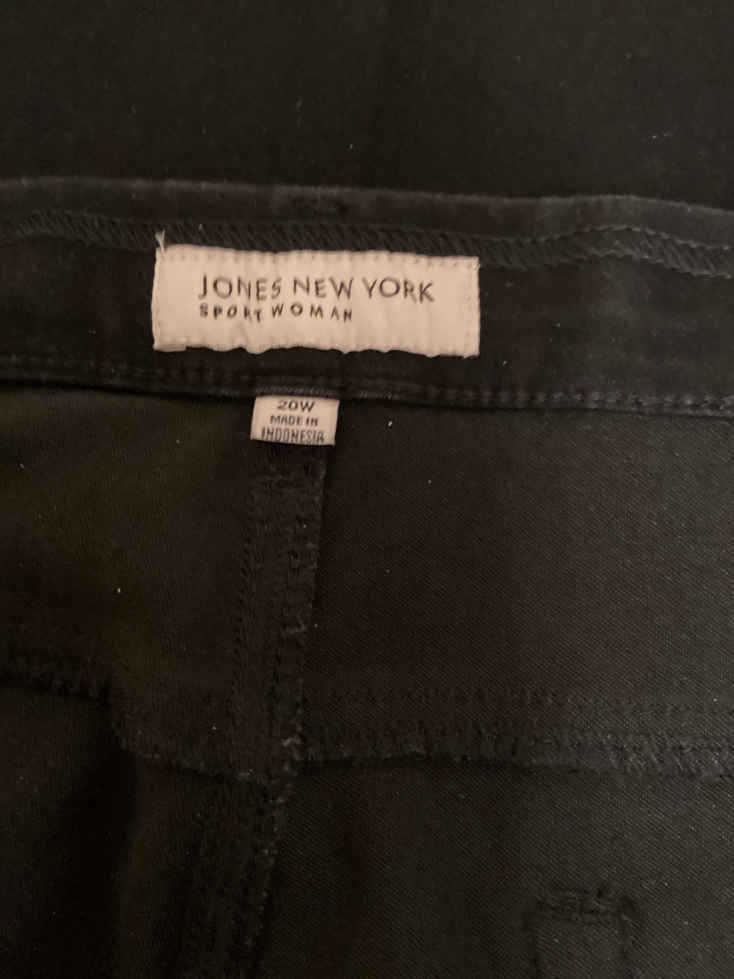 JONES NEW YORK
SPORT WOMAN
20W
MADE IN
INDONESIA